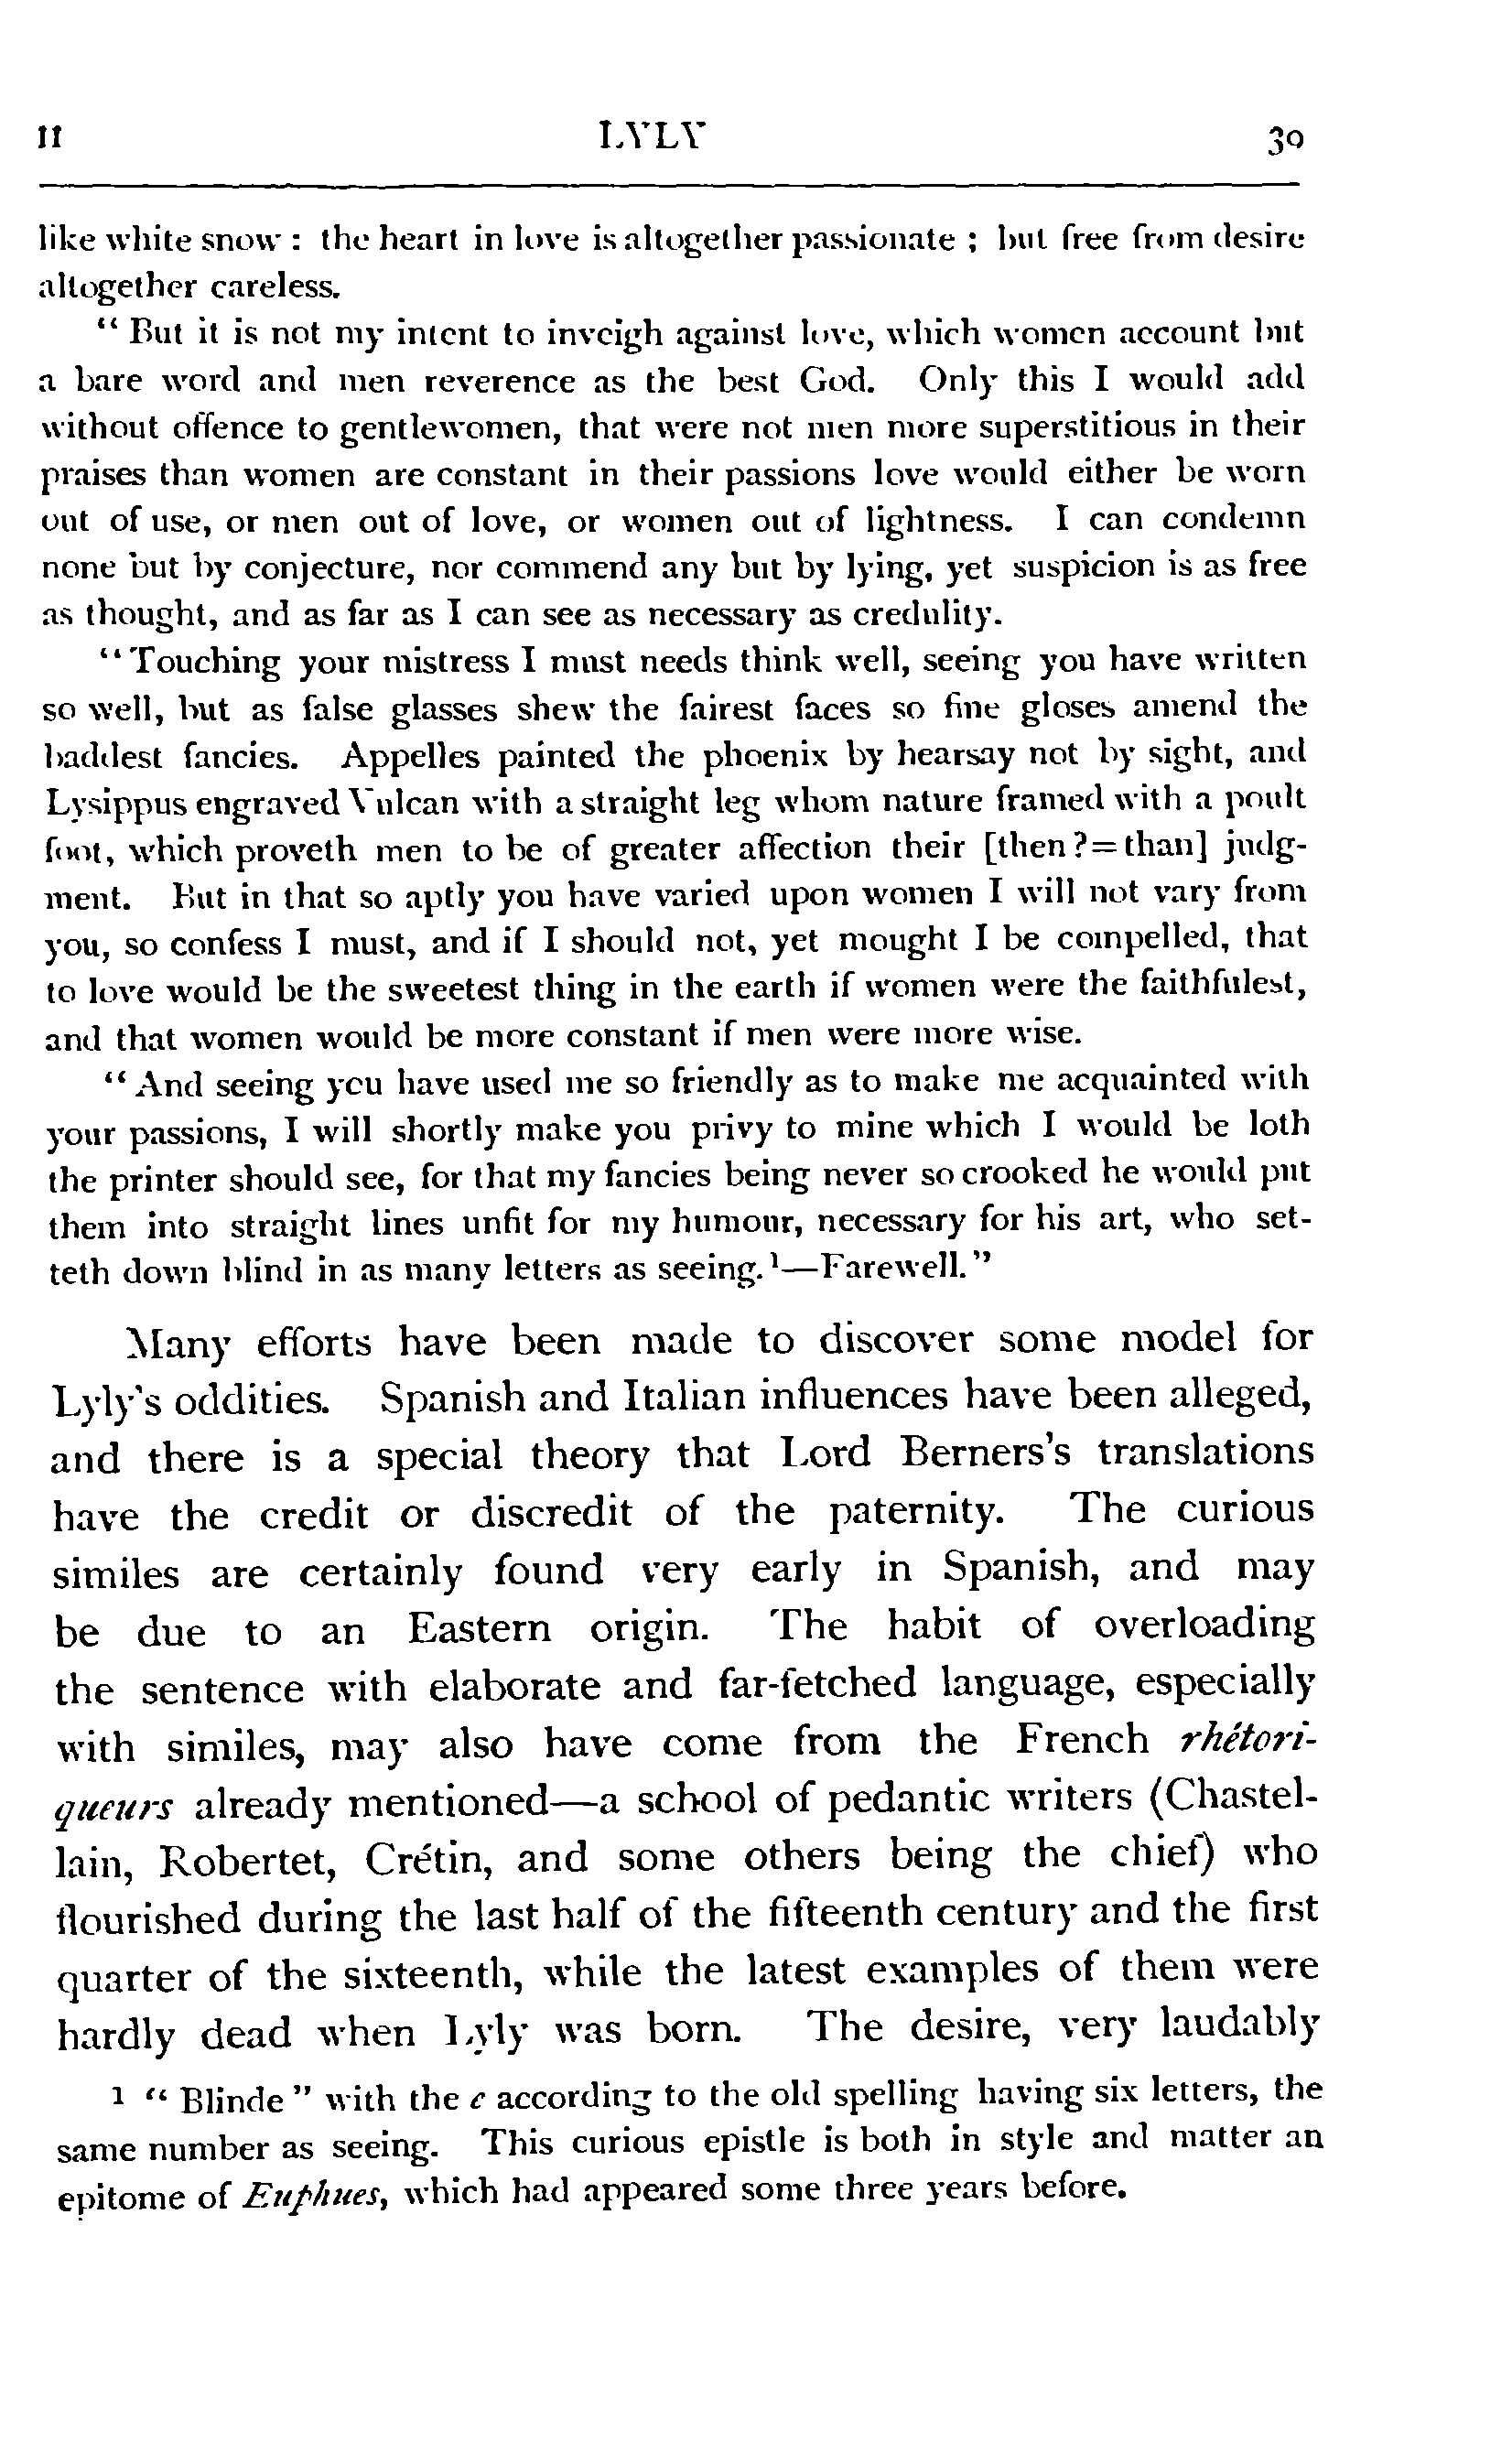 II LYLY 39
like white snow : the heart in love is altogether passionate ; but free from desire
altogether careless.
“ But it is not my intent to inveigh against love, which women account but
a bare word and men reverence as the best God. Only this I would add
without offence to gentlewomen, that were not men more superstitious in their
praises than women are constant in their passions love would either be worn
out of use, or men out of love, or women out of lightness. I can condemn
none but by conjecture, nor commend any but by lying, yet suspicion is as free
as thought, and as far as I can see as necessary as credulity.
“ Touching your mistress I must needs think well, seeing you have written
so well, but as false glasses shew the fairest faces so fine gloses amend the
baddest fancies. Appelles painted the phoenix by hearsay not by sight, and
Lysippus engraved Vulcan with a straight leg whom nature framed with a poult
foot, which proveth men to be of greater affection their [then ? = than] judg-
ment. But in that so aptly you have varied upon women I will not vary from
you, so confess I must, and if I should not, yet mought I be compelled, that
to love would be the sweetest thing in the earth if women were the faithfulest,
and that women would be more constant if men were more wise.
“ And seeing you have used me so friendly as to make me acquainted with
your passions, I will shortly make you privy to mine which I would be loth
the printer should see, for that my fancies being never so crooked he would put
them into straight lines unfit for my humour, necessary for his art, who set-
teth down blind in as many letters as seeing.¹—Farewell.”
Many efforts have been made to discover some model for
Lyly's oddities. Spanish and Italian influences have been alleged,
and there is a special theory that Lord Berners's translations
have the credit or discredit of the paternity. The curious
similes are certainly found very early in Spanish, and may
be due to an Eastern origin. The habit of overloading
the sentence with elaborate and far-fetched language, especially
with similes, may also have come from the French rhétori-
queurs already mentioned—a school of pedantic writers (Chastel-
lain, Robertet, Crétin, and some others being the chief) who
flourished during the last half of the fifteenth century and the first
quarter of the sixteenth, while the latest examples of them were
hardly dead when Lyly was born. The desire, very laudably
¹ “ Blinde ” with the e according to the old spelling having six letters, the
same number as seeing. This curious epistle is both in style and matter an
epitome of Euphues, which had appeared some three years before.